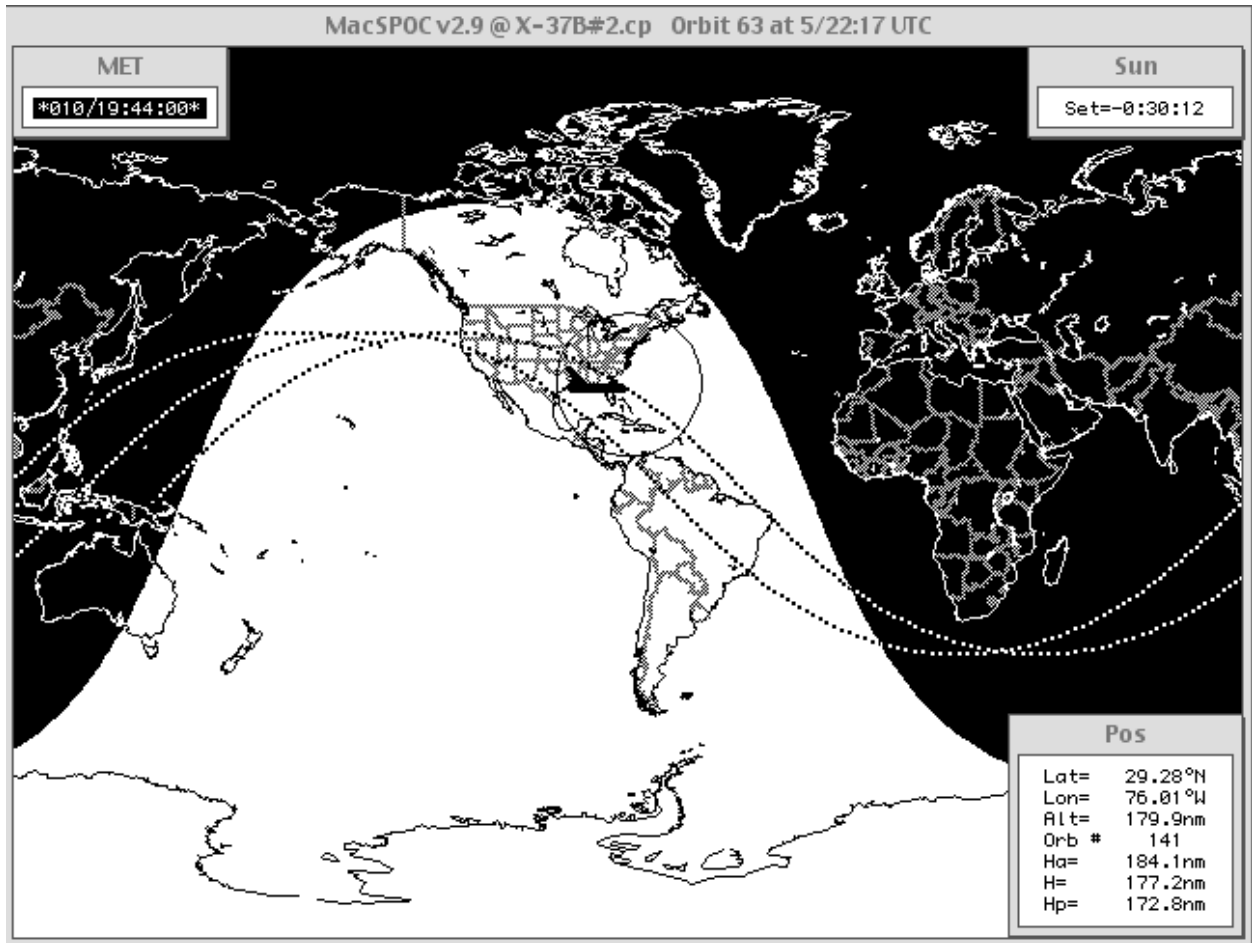 MacSPOC v2.9 @ X-37B#2.cp Orbit 63 at 5/22:17 UTC
MET
*010/19:44:00*
Sun
Set=-0:30:12
Pos
Lat= 29.28°N
Lon= 76.01°W
Alt= 179.9nm
Orb # 141
Ha= 184.1nm
H= 177.2nm
Hp= 172.8nm